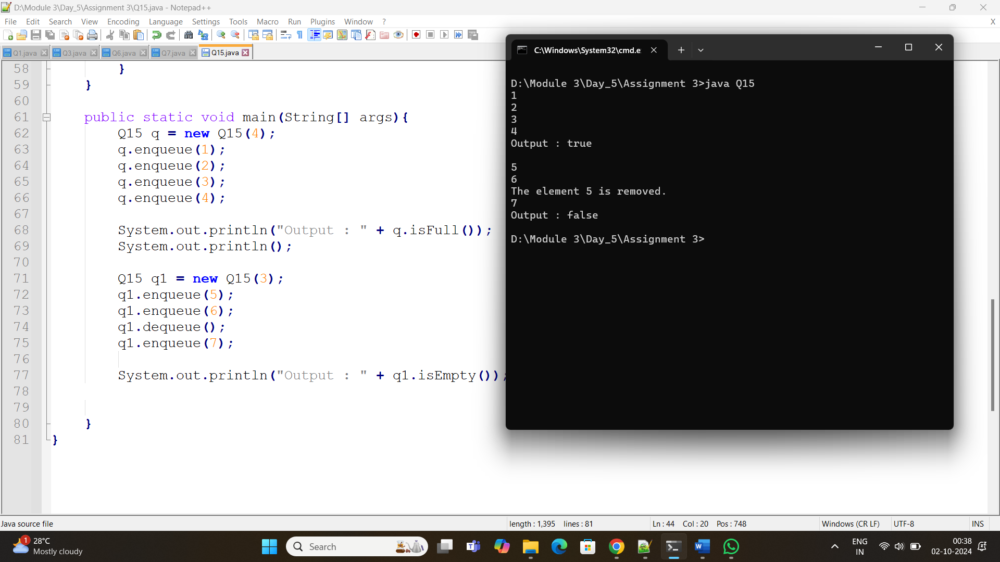 D:\Module 3\Day_5\Assignment 3\Q15.java - Notepad++
File Edit Search View Encoding Language Settings Tools Macro Run Plugins Window ? X
Q1.java Q3.java Q6.java Q7.java Q15.java
58 }
59 }
60
61 public static void main(String[] args){
62 Q15 q = new Q15(4);
63 q.enqueue(1);
64 q.enqueue(2);
65 q.enqueue(3);
66 q.enqueue(4);
67
68 System.out.println("Output : " + q.isFull());
69 System.out.println();
70
71 Q15 q1 = new Q15(3);
72 q1.enqueue(5);
73 q1.enqueue(6);
74 q1.dequeue();
75 q1.enqueue(7);
76
77 System.out.println("Output : " + q1.isEmpty());
78
79
80 }
81 }
C:\Windows\System32\cmd.e
D:\Module 3\Day_5\Assignment 3>java Q15
1
2
3
4
Output : true
5
6
The element 5 is removed.
7
Output : false
D:\Module 3\Day_5\Assignment 3>
Java source file length : 1,395 lines : 81 Ln : 44 Col : 20 Pos : 748 Windows (CR LF) UTF-8 INS
1
28°C
Mostly cloudy
Search
ENG
IN
00:38
02-10-2024